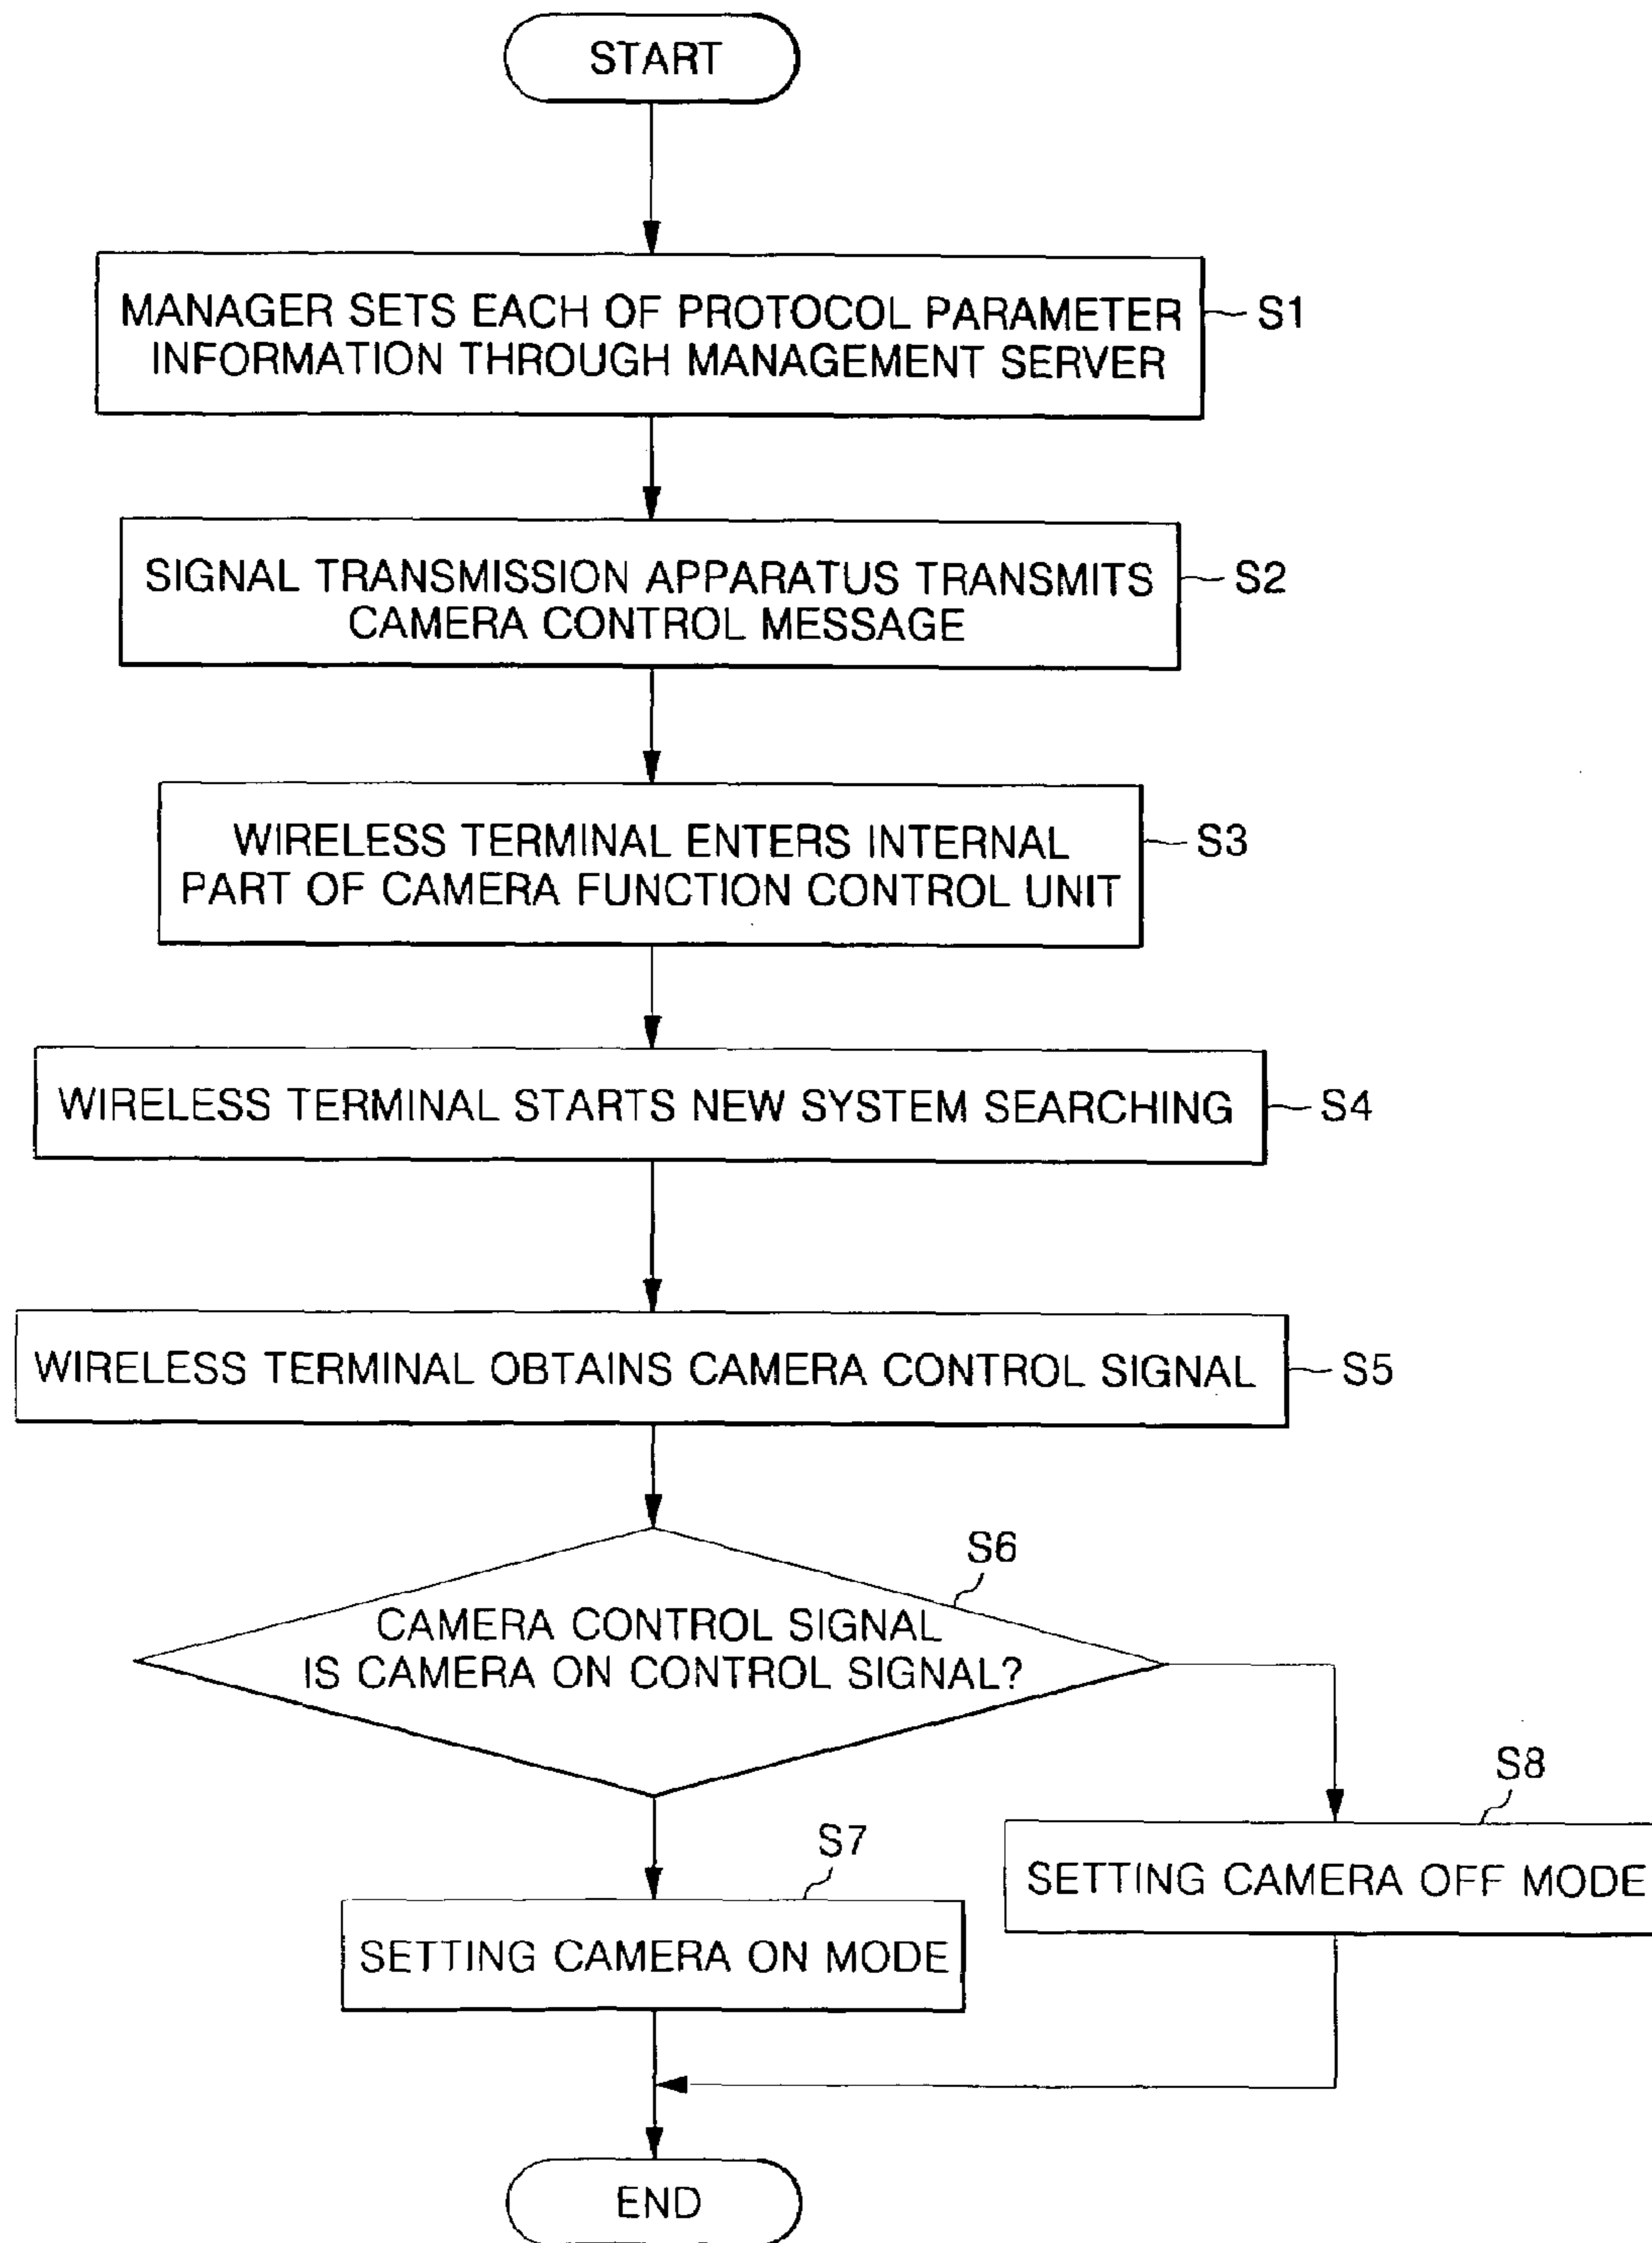 START
MANAGER SETS EACH OF PROTOCOL PARAMETER
INFORMATION THROUGH MANAGEMENT SERVER
S1
SIGNAL TRANSMISSION APPARATUS TRANSMITS
CAMERA CONTROL MESSAGE
S2
WIRELESS TERMINAL ENTERS INTERNAL
PART OF CAMERA FUNCTION CONTROL UNIT
S3
WIRELESS TERMINAL STARTS NEW SYSTEM SEARCHING
S4
WIRELESS TERMINAL OBTAINS CAMERA CONTROL SIGNAL
S5
S6
CAMERA CONTROL SIGNAL
IS CAMERA ON CONTROL SIGNAL?
S7
SETTING CAMERA ON MODE
S8
SETTING CAMERA OFF MODE
END